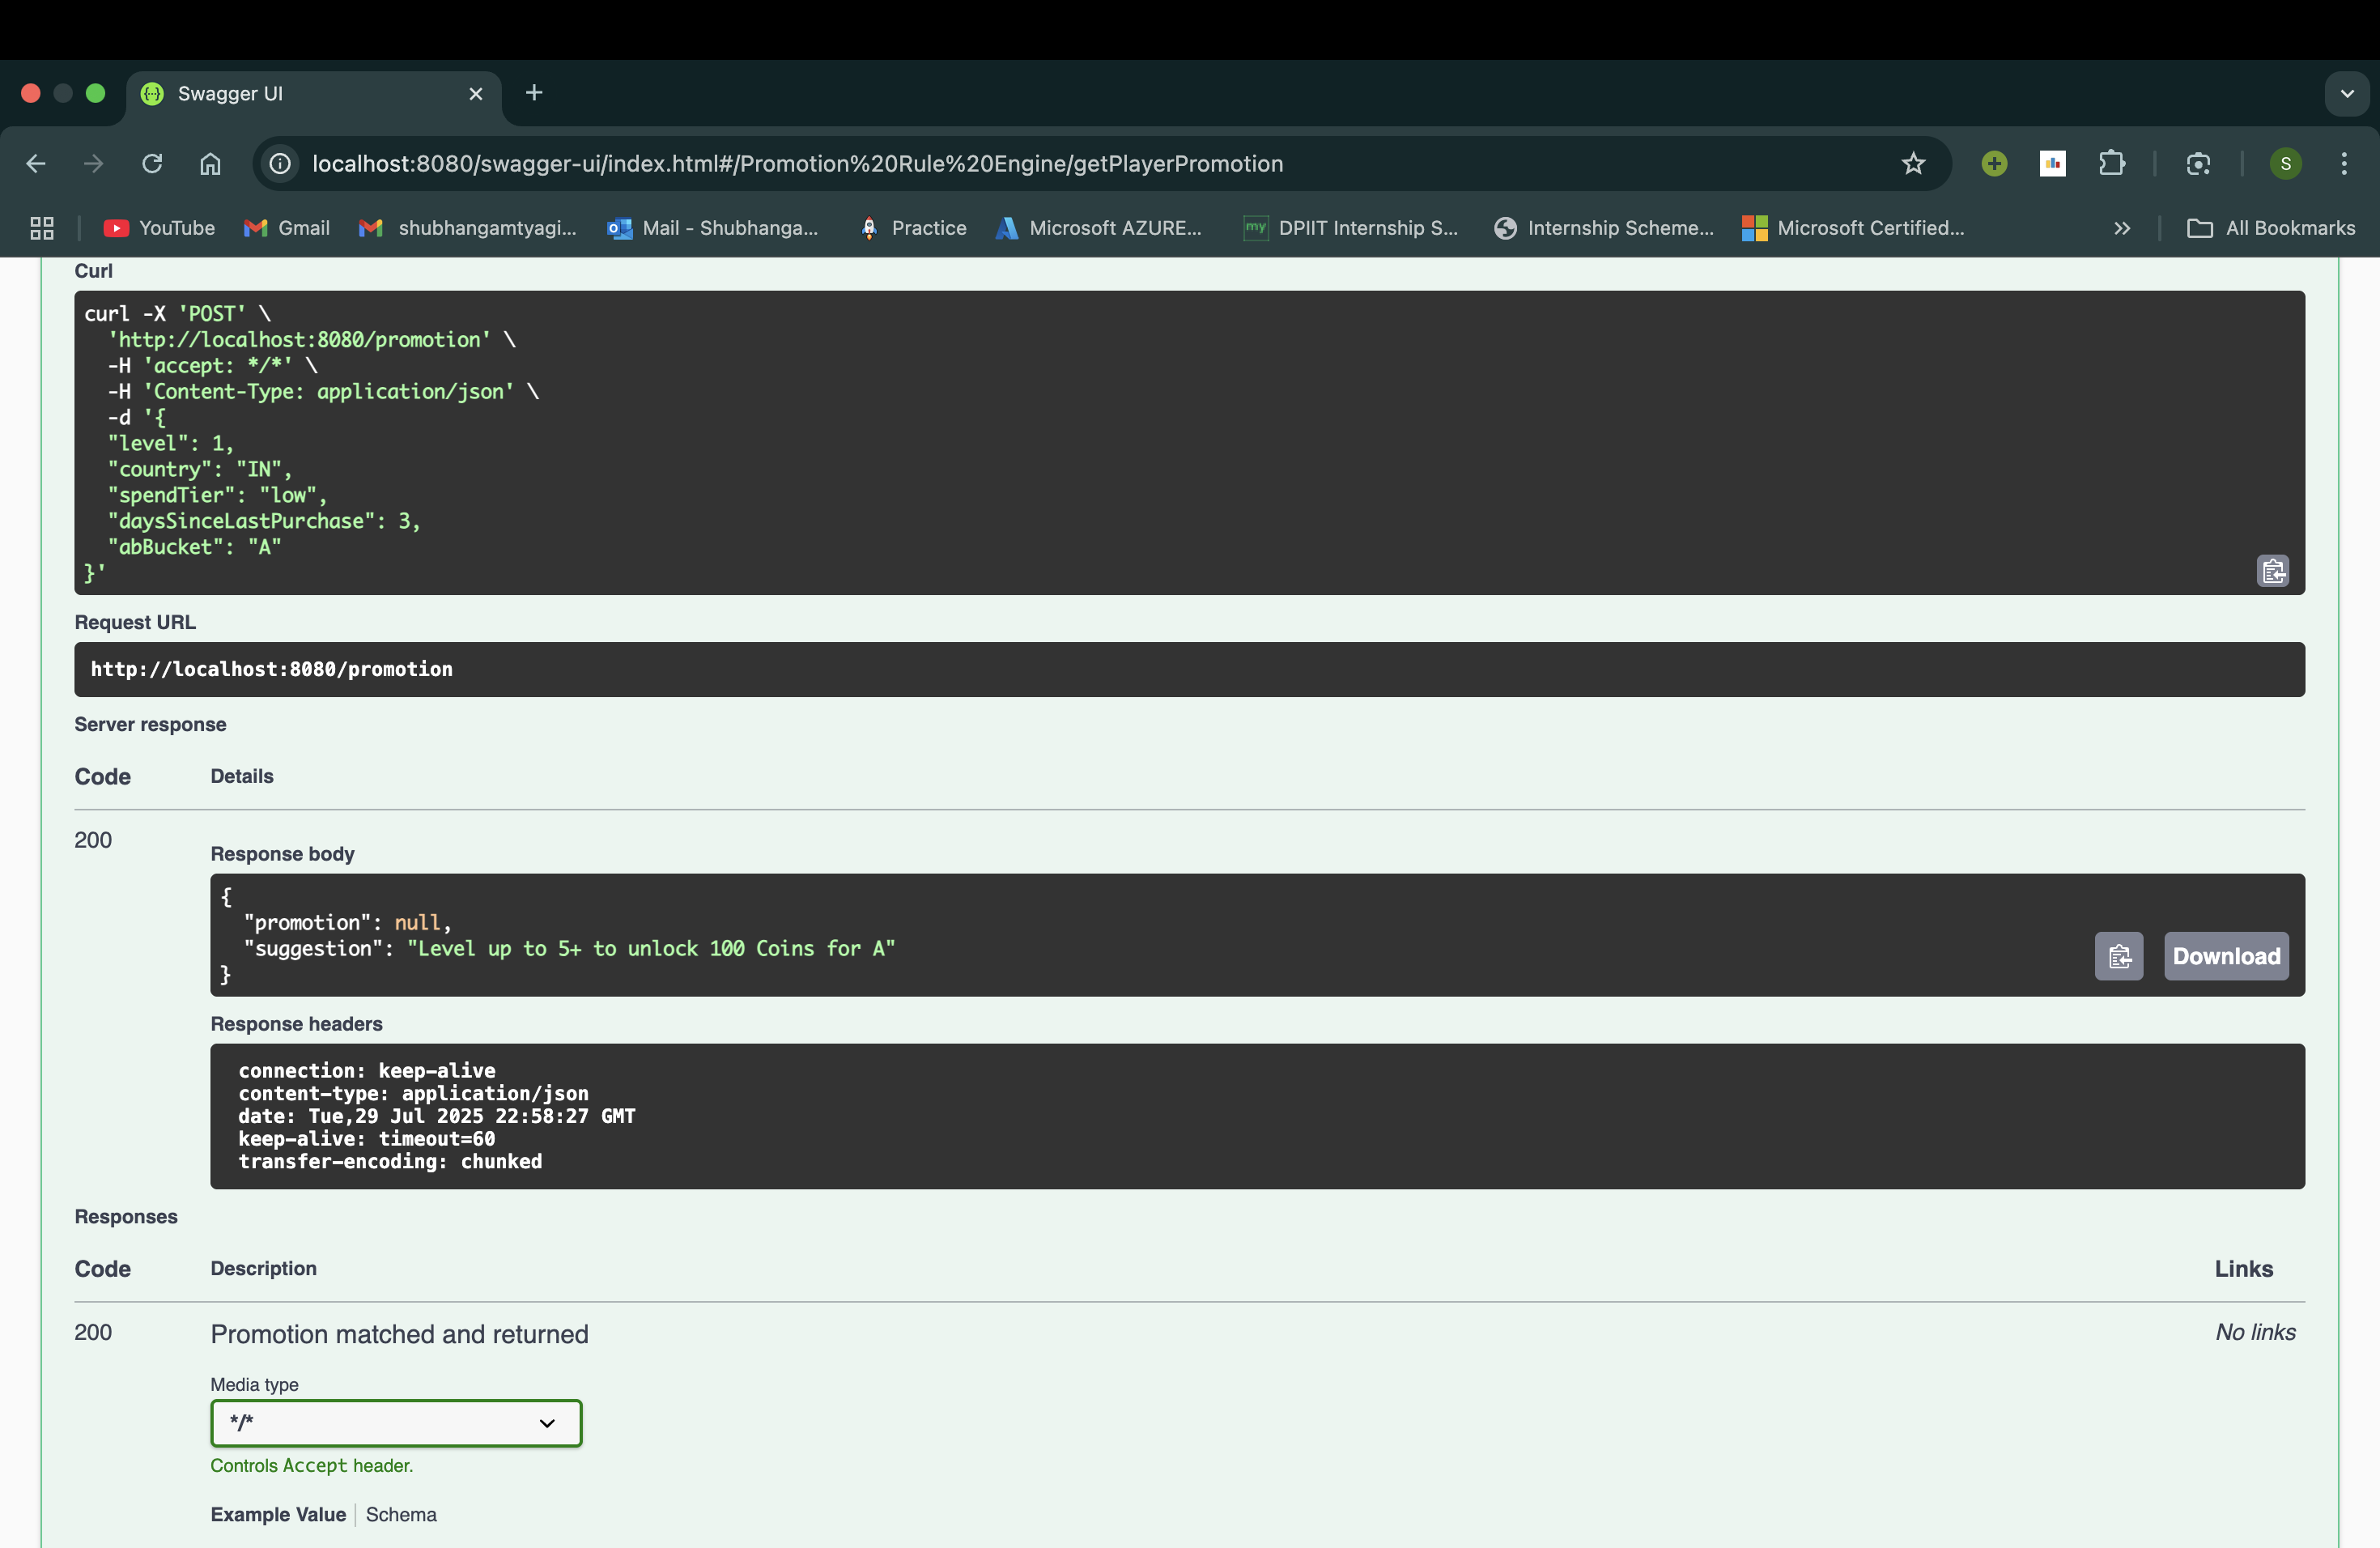 Swagger UI
localhost:8080/swagger-ui/index.html#/Promotion%20Rule%20Engine/getPlayerPromotion
S
YouTube Gmail shubhangamtyagi... Mail - Shubhanga... Practice Microsoft AZURE... my DPIIT Internship S... Internship Scheme... Microsoft Certified... All Bookmarks
Curl
curl -X 'POST' \
'http://localhost:8080/promotion' \
-H 'accept: */*' \
-H 'Content-Type: application/json' \
-d '{
"level": 1,
"country": "IN",
"spendTier": "low",
"daysSinceLastPurchase": 3,
"abBucket": "A"
}'
Request URL
http://localhost:8080/promotion
Server response
Code Details
200
Response body
{
"promotion": null,
"suggestion": "Level up to 5+ to unlock 100 Coins for A"
}
Download
Response headers
connection: keep-alive
content-type: application/json
date: Tue,29 Jul 2025 22:58:27 GMT
keep-alive: timeout=60
transfer-encoding: chunked
Responses
Code Description Links
200 Promotion matched and returned No links
Media type
*/*
Controls Accept header.
Example Value Schema